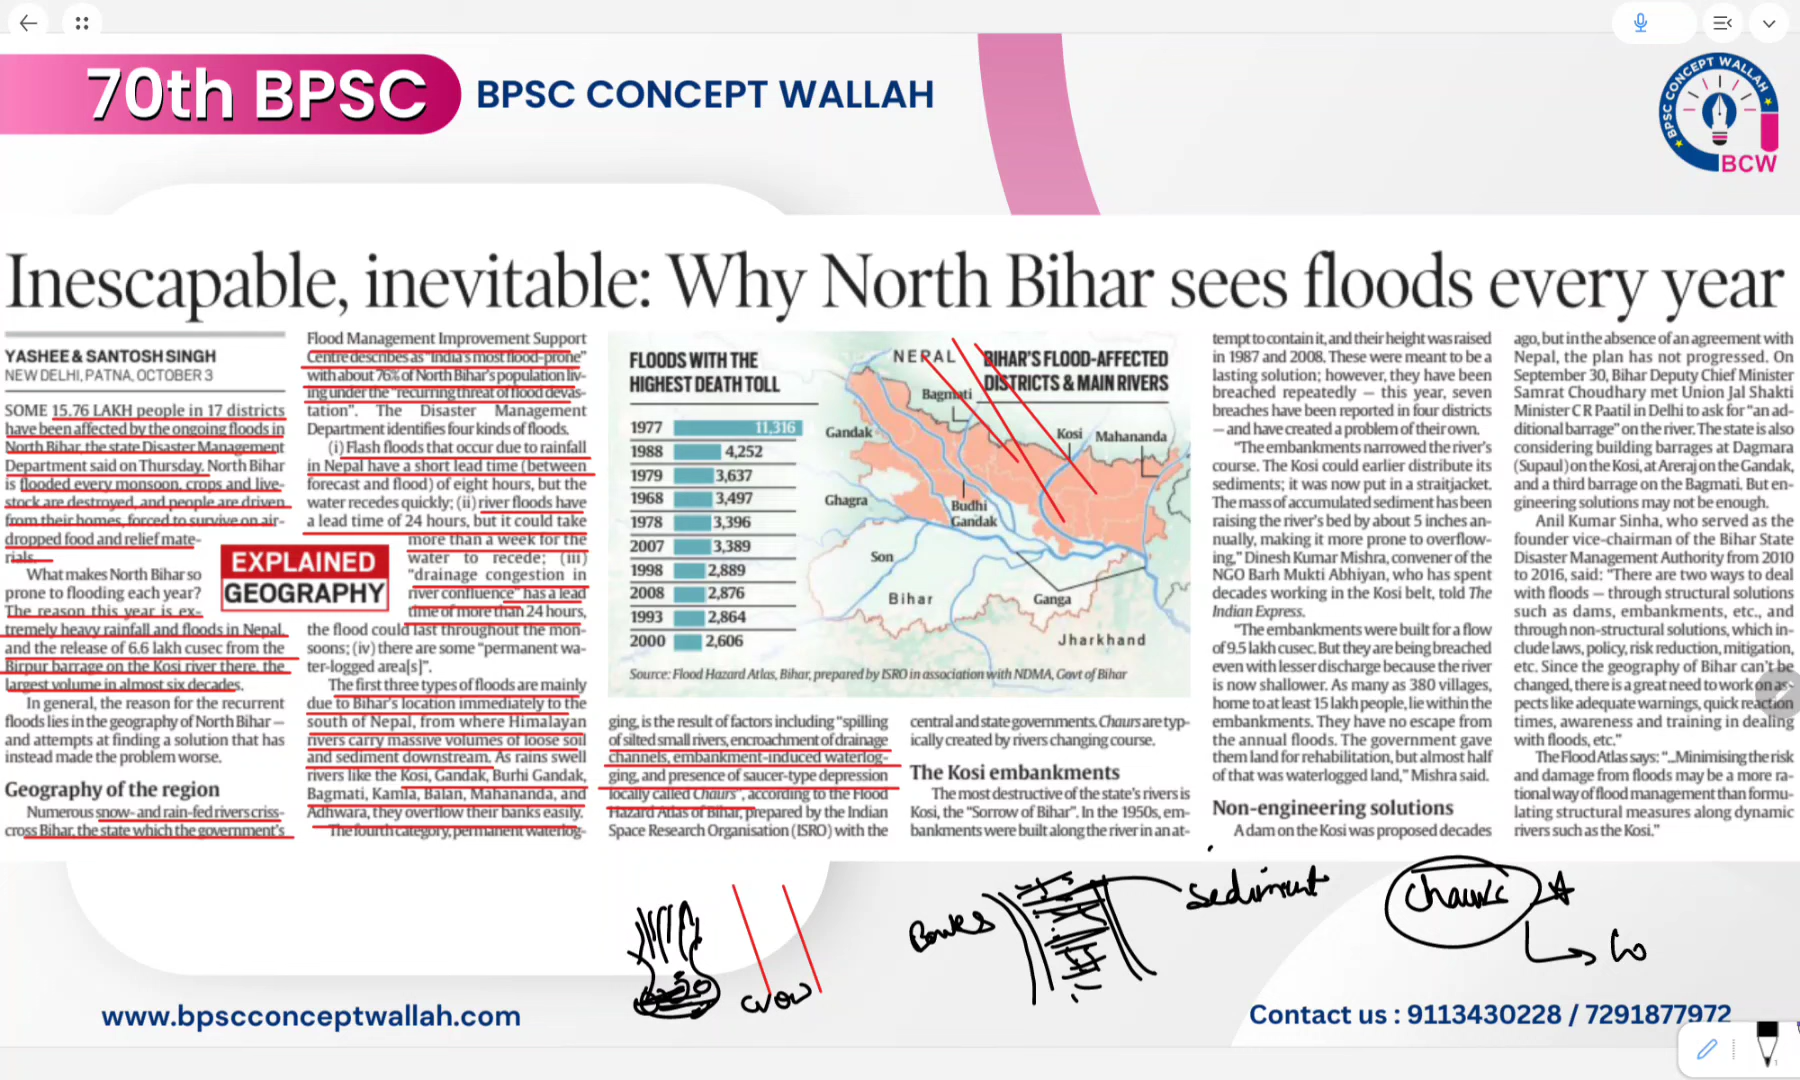 70th BPSC
BPSC CONCEPT WALLAH
BPSC CONCEPT WALLAH
BCW
Inescapable, inevitable: Why North Bihar sees floods every year
YASHEE & SANTOSH SINGH
NEW DELHI, PATNA, OCTOBER 3
SOME 15.76 LAKH people in 17 districts
have been affected by the ongoing floods in
North Bihar, the state Disaster Management
Department said on Thursday. North Bihar
is flooded every monsoon, crops and live-
stock are destroyed, and people are driven
from their homes, forced to survive on air-
dropped food and relief mate-
rials.
What makes North Bihar so
prone to flooding each year?
The reason this year is ex-
tremely heavy rainfall and floods in Nepal,
and the release of 6.6 lakh cusec from the
Birpur barrage on the Kosi river there, the
largest volume in almost six decades.
In general, the reason for the recurrent
floods lies in the geography of North Bihar —
and attempts at finding a solution that has
instead made the problem worse.
Geography of the region
Numerous snow- and rain-fed rivers criss-
cross Bihar, the state which the government's
EXPLAINED
GEOGRAPHY
Flood Management Improvement Support
Centre describes as "India's most flood-prone"
with about 76% of North Bihar's population liv-
ing under the "recurring threat of flood devas-
tation". The Disaster Management
Department identifies four kinds of floods.
(i) Flash floods that occur due to rainfall
in Nepal have a short lead time (between
forecast and flood) of eight hours, but the
water recedes quickly; (ii) river floods have
a lead time of 24 hours, but it could take
more than a week for the
water to recede; (iii)
"drainage congestion in
river confluence" has a lead
time of more than 24 hours,
the flood could last throughout the mon-
soons; (iv) there are some "permanent wa-
ter-logged area[s]".
The first three types of floods are mainly
due to Bihar's location immediately to the
south of Nepal, from where Himalayan
rivers carry massive volumes of loose soil
and sediment downstream. As rains swell
rivers like the Kosi, Gandak, Burhi Gandak,
Bagmati, Kamla, Balan, Mahananda, and
Adhwara, they overflow their banks easily.
The fourth category, permanent waterlog-
FLOODS WITH THE
HIGHEST DEATH TOLL
1977 11,316
1988 4,252
1979 3,637
1968 3,497
1978 3,396
2007 3,389
1998 2,889
2008 2,876
1993 2,864
2000 2,606
BIHAR'S FLOOD-AFFECTED
DISTRICTS & MAIN RIVERS
NEPAL
Bagmati
Gandak
Kosi
Mahananda
Ghagra
Budhi
Gandak
Son
Bihar
Ganga
Jharkhand
Source: Flood Hazard Atlas, Bihar, prepared by ISRO in association with NDMA, Govt of Bihar
ging, is the result of factors including "spilling
of silted small rivers, encroachment of drainage
channels, embankment-induced waterlog-
ging, and presence of saucer-type depression
locally called Chaurs", according to the Flood
Hazard Atlas of Bihar, prepared by the Indian
Space Research Organisation (ISRO) with the
central and state governments. Chaurs are typ-
ically created by rivers changing course.
The Kosi embankments
The most destructive of the state's rivers is
Kosi, the "Sorrow of Bihar". In the 1950s, em-
bankments were built along the river in an at-
tempt to contain it, and their height was raised
in 1987 and 2008. These were meant to be a
lasting solution; however, they have been
breached repeatedly — this year, seven
breaches have been reported in four districts
— and have created a problem of their own.
"The embankments narrowed the river's
course. The Kosi could earlier distribute its
sediments; it was now put in a straitjacket.
The mass of accumulated sediment has been
raising the river's bed by about 5 inches an-
nually, making it more prone to overflow-
ing," Dinesh Kumar Mishra, convener of the
NGO Barh Mukti Abhiyan, who has spent
decades working in the Kosi belt, told The
Indian Express.
"The embankments were built for a flow
of 9.5 lakh cusec. But they are being breached
even with lesser discharge because the river
is now shallower. As many as 380 villages,
home to at least 15 lakh people, lie within the
embankments. They have no escape from
the annual floods. The government gave
them land for rehabilitation, but almost half
of that was waterlogged land," Mishra said.
Non-engineering solutions
A dam on the Kosi was proposed decades
ago, but in the absence of an agreement with
Nepal, the plan has not progressed. On
September 30, Bihar Deputy Chief Minister
Samrat Choudhary met Union Jal Shakti
Minister C R Paatil in Delhi to ask for "an ad-
ditional barrage" on the river. The state is also
considering building barrages at Dagmara
(Supaul) on the Kosi, at Areraj on the Gandak,
and a third barrage on the Bagmati. But en-
gineering solutions may not be enough.
Anil Kumar Sinha, who served as the
founder vice-chairman of the Bihar State
Disaster Management Authority from 2010
to 2016, said: "There are two ways to deal
with floods — through structural solutions
such as dams, embankments, etc., and
through non-structural solutions, which in-
clude laws, policy, risk reduction, mitigation,
etc. Since the geography of Bihar can't be
changed, there is a great need to work on as-
pects like adequate warnings, quick reaction
times, awareness and training in dealing
with floods, etc."
The Flood Atlas says: "...Minimising the risk
and damage from floods may be a more ra-
tional way of flood management than formu-
lating structural measures along dynamic
rivers such as the Kosi."
Banks
Sediment
Chaurs
www.bpscconceptwallah.com
Contact us : 9113430228 / 7291877972